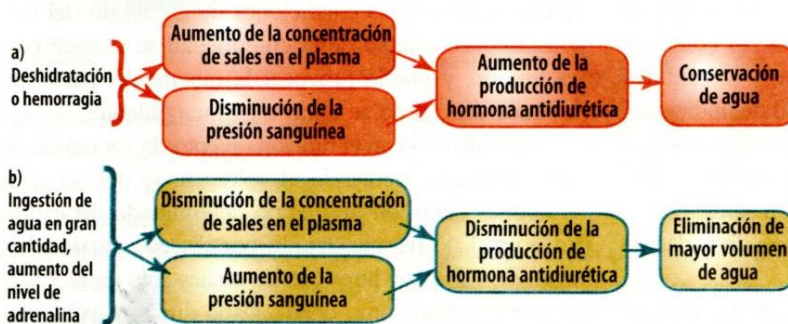 a)
Deshidratación
o hemorragia
Aumento de la concentración
de sales en el plasma
Disminución de la
presión sanguínea
Aumento de la
producción de
hormona antidiurética
Conservación
de agua
b)
Ingestión de
agua en gran
cantidad,
aumento del
nivel de
adrenalina
Disminución de la concentración
de sales en el plasma
Aumento de la
presión sanguínea
Disminución de la
producción de
hormona antidiurética
Eliminación de
mayor volumen
de agua